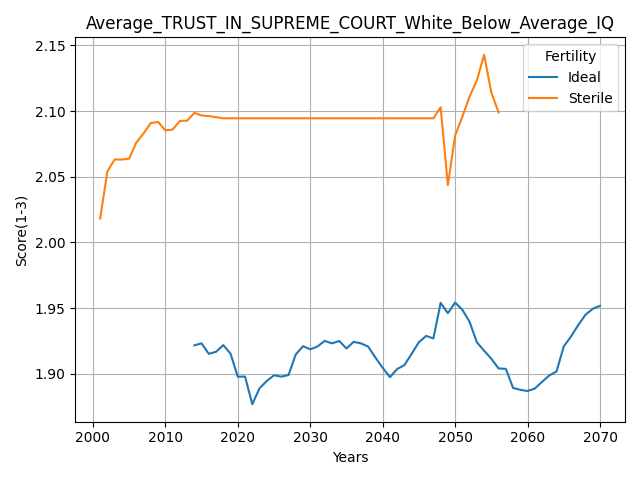 Average_TRUST_IN_SUPREME_COURT_White_Below_Average_IQ
Fertility
Ideal
Sterile
Score(1-3)
2.15
2.10
2.05
2.00
1.95
1.90
2000 2010 2020 2030 2040 2050 2060 2070
Years